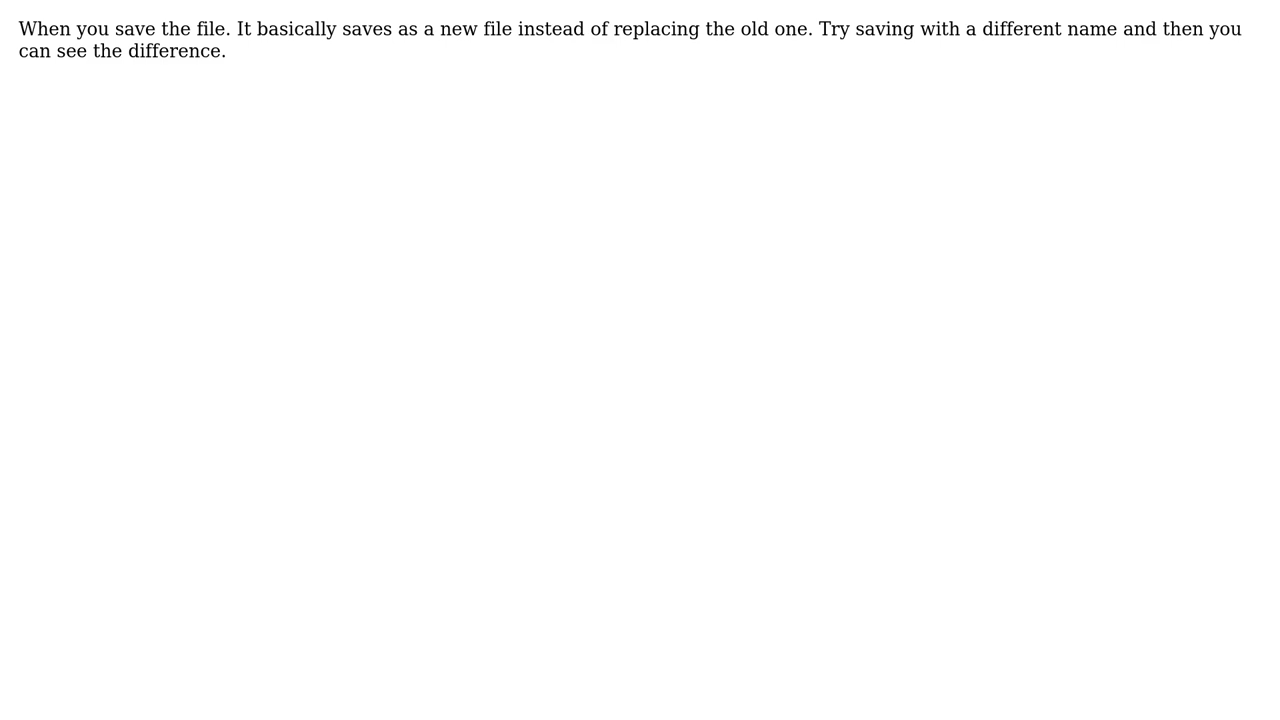 When you save the file. It basically saves as a new file instead of replacing the old one. Try saving with a different name and then you
can see the difference.